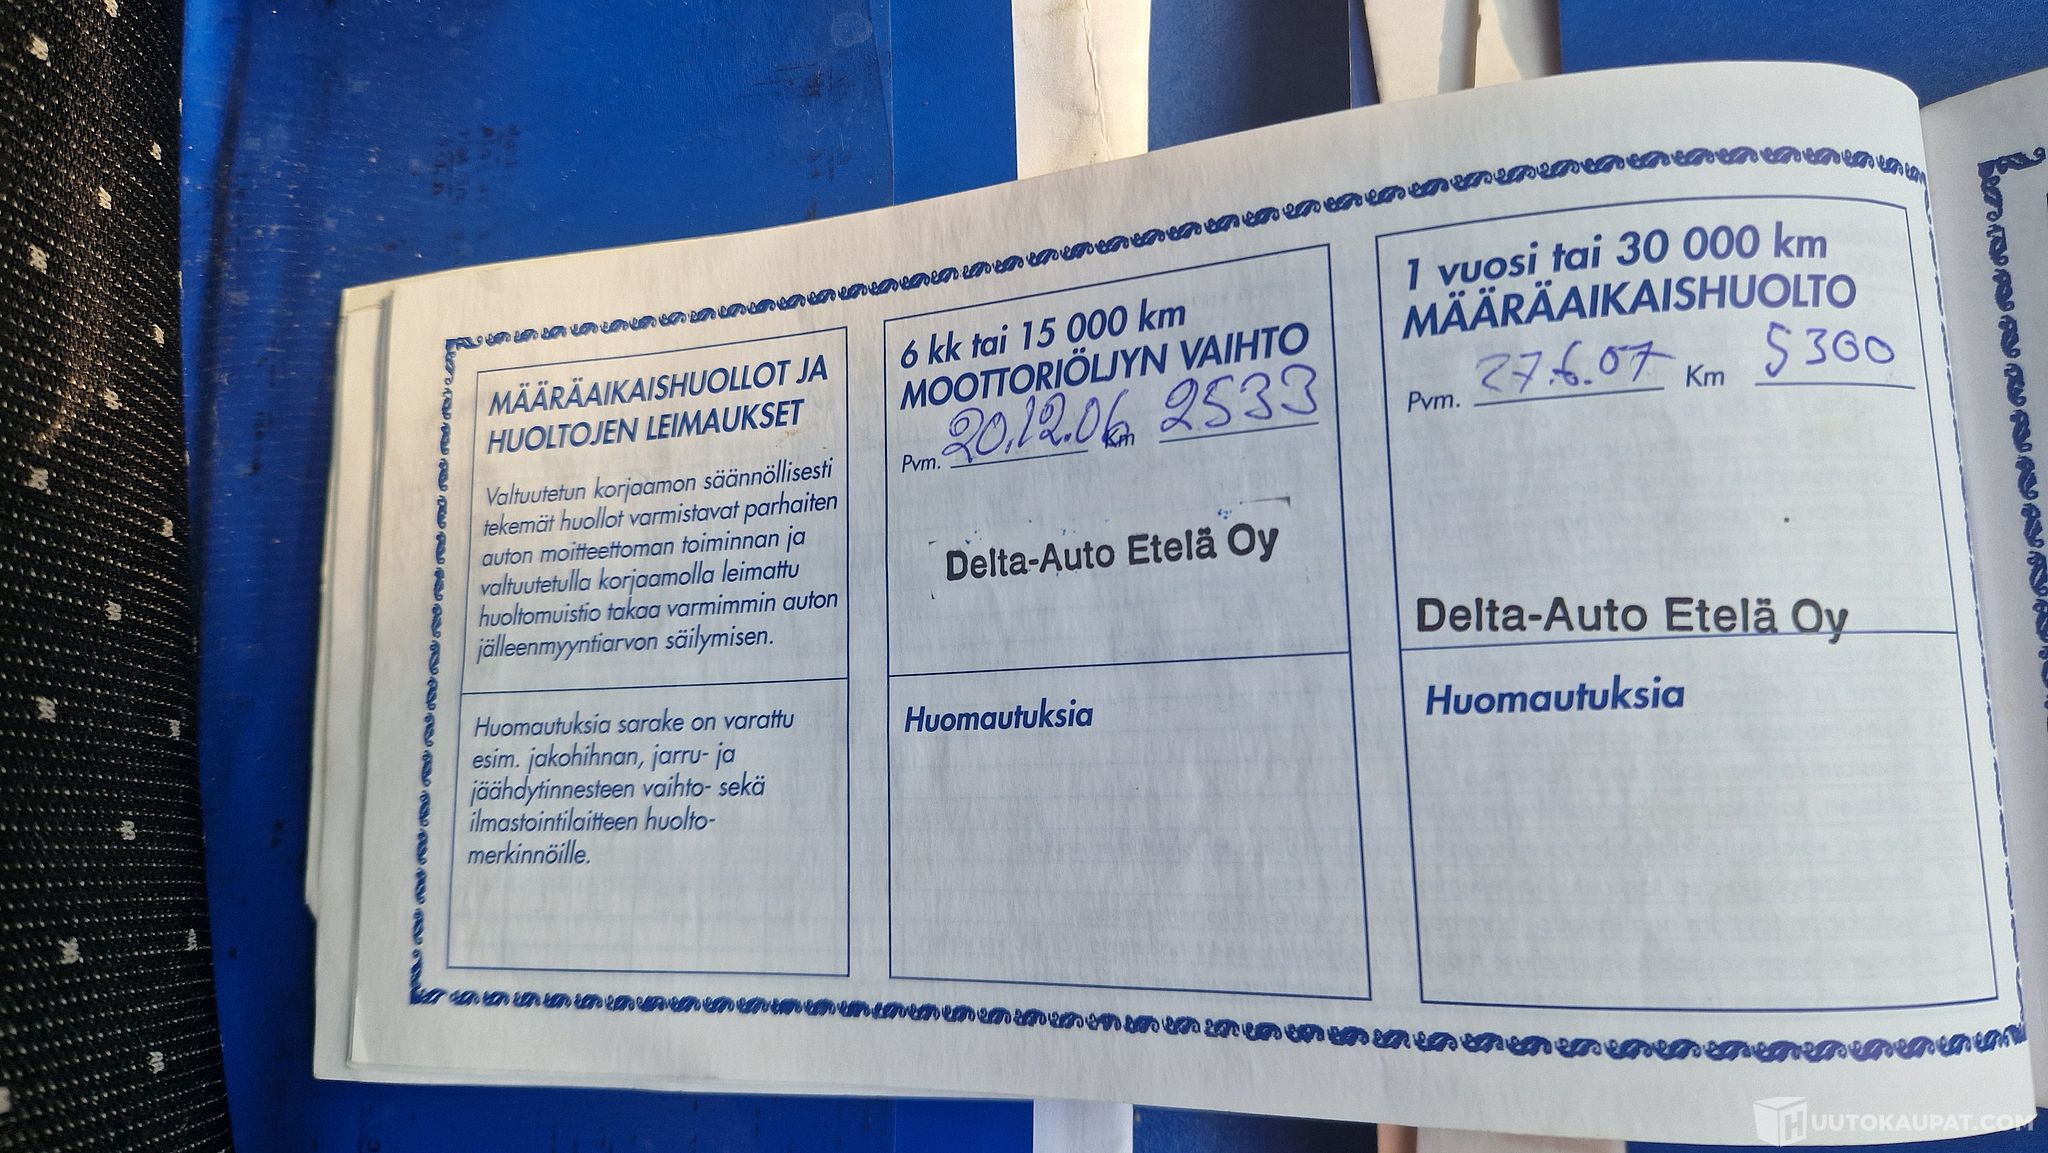 MÄÄRÄAIKAISHUOLLOT JA
HUOLTOJEN LEIMAUKSET
Valtuutetun korjaamon säännöllisesti
tekemät huollot varmistavat parhaiten
auton moitteettoman toiminnan ja
valtuutetulla korjaamolla leimattu
huoltomuistio takaa varmimmin auton
jälleenmyyntiarvon säilymisen.
Huomautuksia sarake on varattu
esim. jakohihnan, jarru- ja
jäähdytinnesteen vaihto- sekä
ilmastointilaitteen huolto-
merkinnöille.
6 kk tai 15 000 km
MOOTTORIÖLJYN VAIHTO
Pvm. 20.12.06 Km 2533
Delta-Auto Etelä Oy
Huomautuksia
1 vuosi tai 30 000 km
MÄÄRÄAIKAISHUOLTO
Pvm. 27.6.07 Km 5300
Delta-Auto Etelä Oy
Huomautuksia
HUUTOKAUPAT.COM